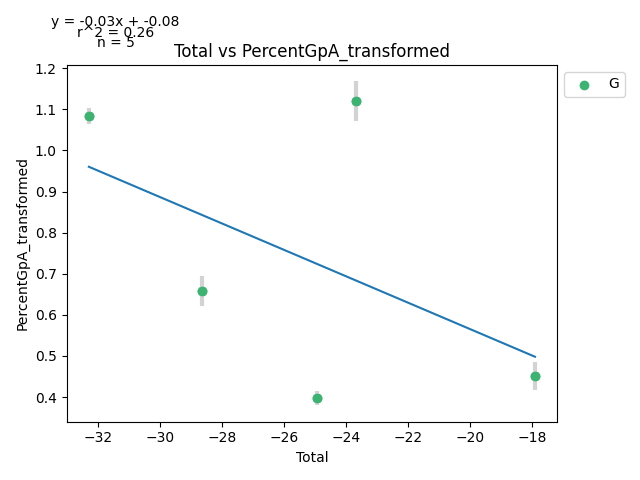 y = -0.03x + -0.08
r^2 = 0.26
n = 5
Total vs PercentGpA_transformed
G
PercentGpA_transformed
1.2
1.1
1.0
0.9
0.8
0.7
0.6
0.5
0.4
−32
−30
−28
−26
−24
−22
−20
−18
Total